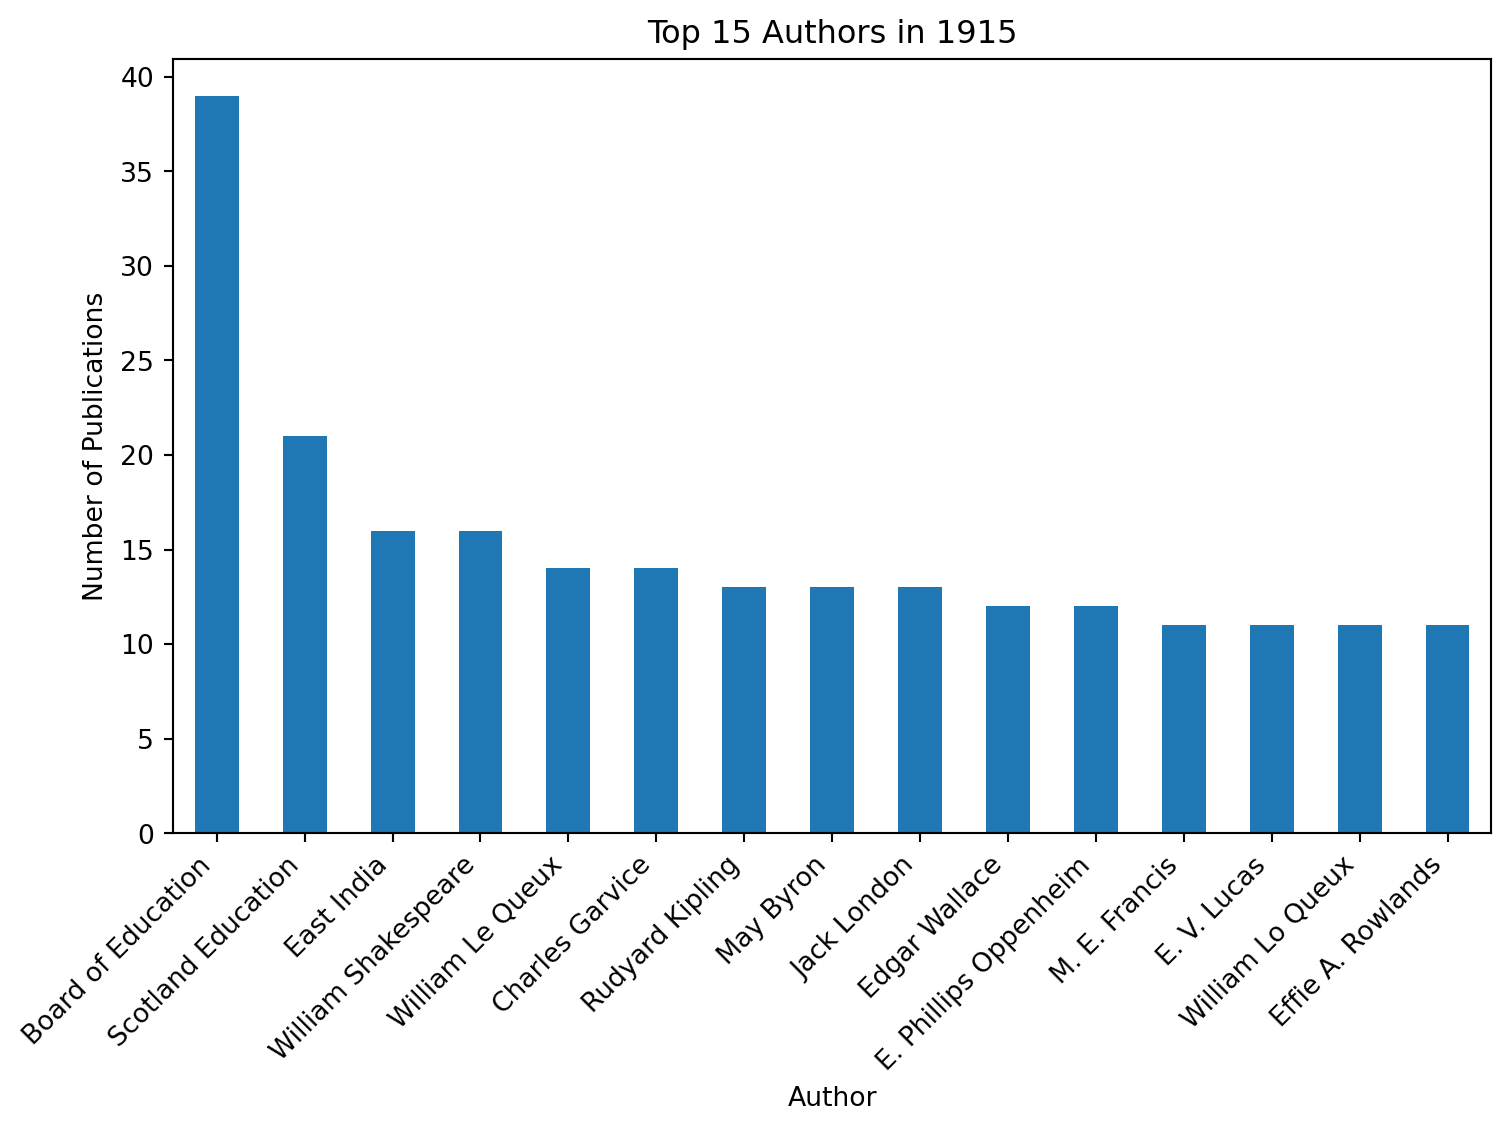 Top 15 Authors in 1915
Number of Publications
40
35
30
25
20
15
10
5
0
Board of Education
Scotland Education
East India
William Shakespeare
William Le Queux
Charles Garvice
Rudyard Kipling
May Byron
Jack London
Edgar Wallace
E. Phillips Oppenheim
M. E. Francis
E. V. Lucas
William Lo Queux
Effie A. Rowlands
Author